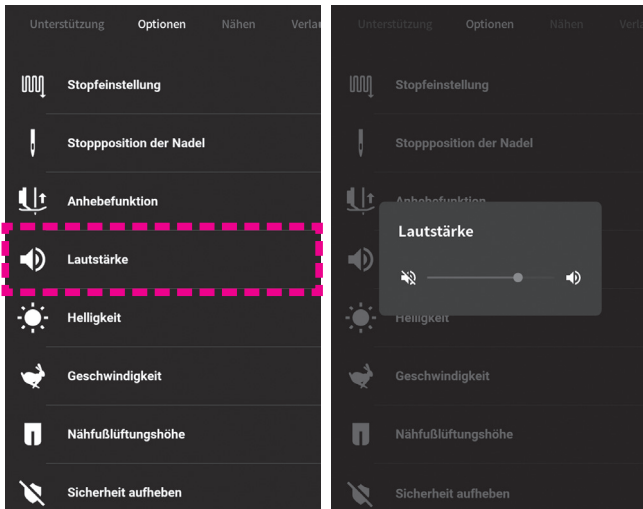 Unterstützung Optionen Nähen
Stopfeinstellung
Stoppposition der Nadel
Anhebefunktion
Lautstärke
Helligkeit
Geschwindigkeit
Nähfußlüftungshöhe
Sicherheit aufheben
Unterstützung Optionen Nähen
Stopfeinstellung
Stoppposition der Nadel
Anhebefunktion
Lautstärke
Helligkeit
Geschwindigkeit
Nähfußlüftungshöhe
Sicherheit aufheben